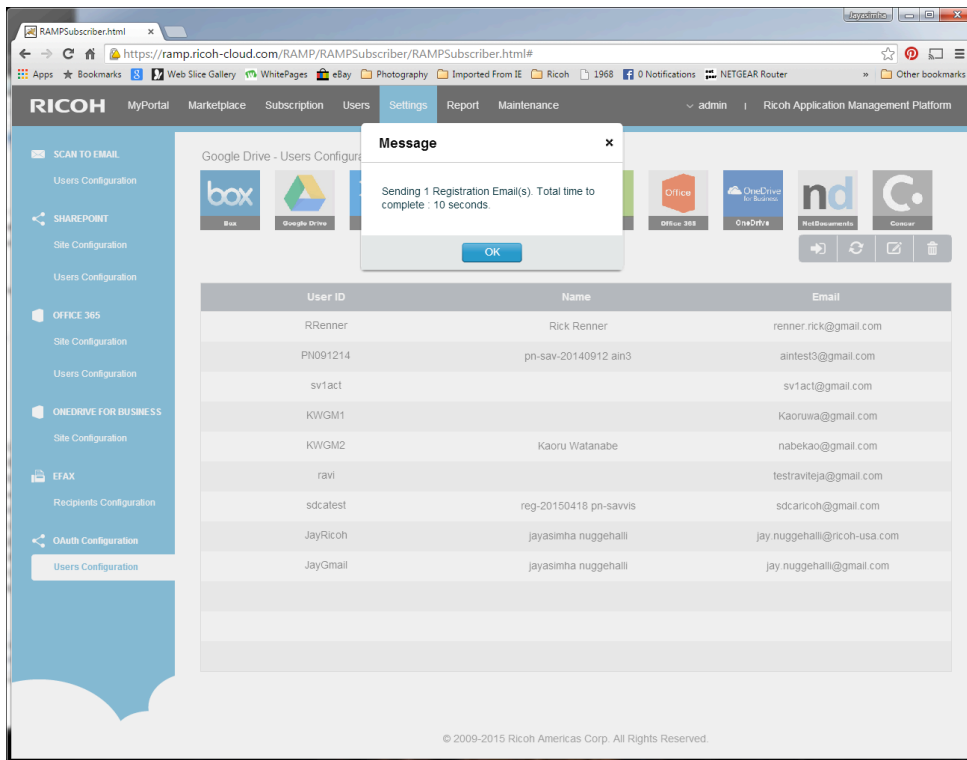 Jayasimha
RAMPSubscriber.html
https://ramp.ricoh-cloud.com/RAMP/RAMPSubscriber/RAMPSubscriber.html#
Apps Bookmarks Web Slice Gallery WhitePages eBay Photography Imported From IE Ricoh 1968 0 Notifications NETGEAR Router » Other bookmarks
RICOH MyPortal Marketplace Subscription Users Settings Report Maintenance admin | Ricoh Application Management Platform
Message
SCAN TO EMAIL
Users Configuration
SHAREPOINT
Site Configuration
Users Configuration
OFFICE 365
Site Configuration
Users Configuration
ONEDRIVE FOR BUSINESS
Site Configuration
EFAX
Recipients Configuration
OAuth Configuration
Users Configuration
Google Drive - Users Configura
Sending 1 Registration Email(s). Total time to
complete : 10 seconds.
OK
box
Box
Google Drive
Office
Office 365
OneDrive
for Business
OneDrive
nd
NetDocuments
C.
Concur
User ID Name Email
RRenner Rick Renner renner.rick@gmail.com
PN091214 pn-sav-20140912 ain3 aintest3@gmail.com
sv1act sv1act@gmail.com
KWGM1 Kaoruwa@gmail.com
KWGM2 Kaoru Watanabe nabekao@gmail.com
ravi testraviteja@gmail.com
sdcatest reg-20150418 pn-savvis sdcaricoh@gmail.com
JayRicoh jayasimha nuggehalli jay.nuggehalli@ricoh-usa.com
JayGmail jayasimha nuggehalli jay.nuggehalli@gmail.com
© 2009-2015 Ricoh Americas Corp. All Rights Reserved.